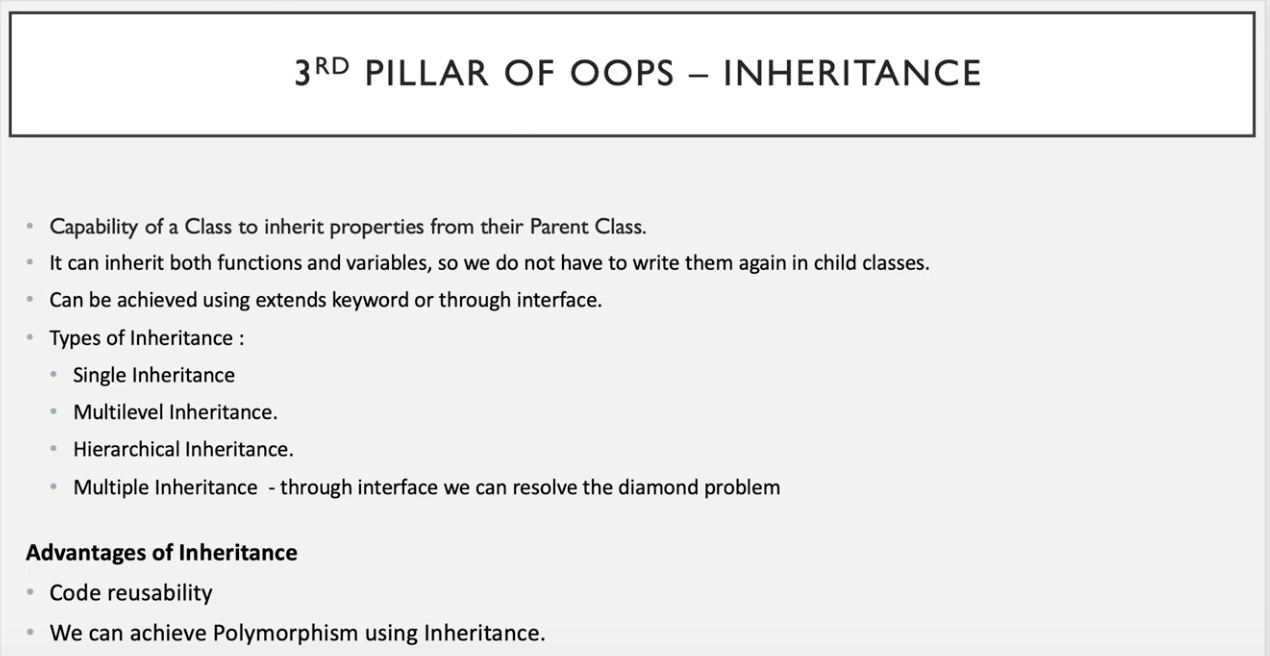 3RD PILLAR OF OOPS – INHERITANCE
Capability of a Class to inherit properties from their Parent Class.
It can inherit both functions and variables, so we do not have to write them again in child classes.
Can be achieved using extends keyword or through interface.
Types of Inheritance :
Single Inheritance
Multilevel Inheritance.
Hierarchical Inheritance.
Multiple Inheritance - through interface we can resolve the diamond problem
Advantages of Inheritance
Code reusability
We can achieve Polymorphism using Inheritance.